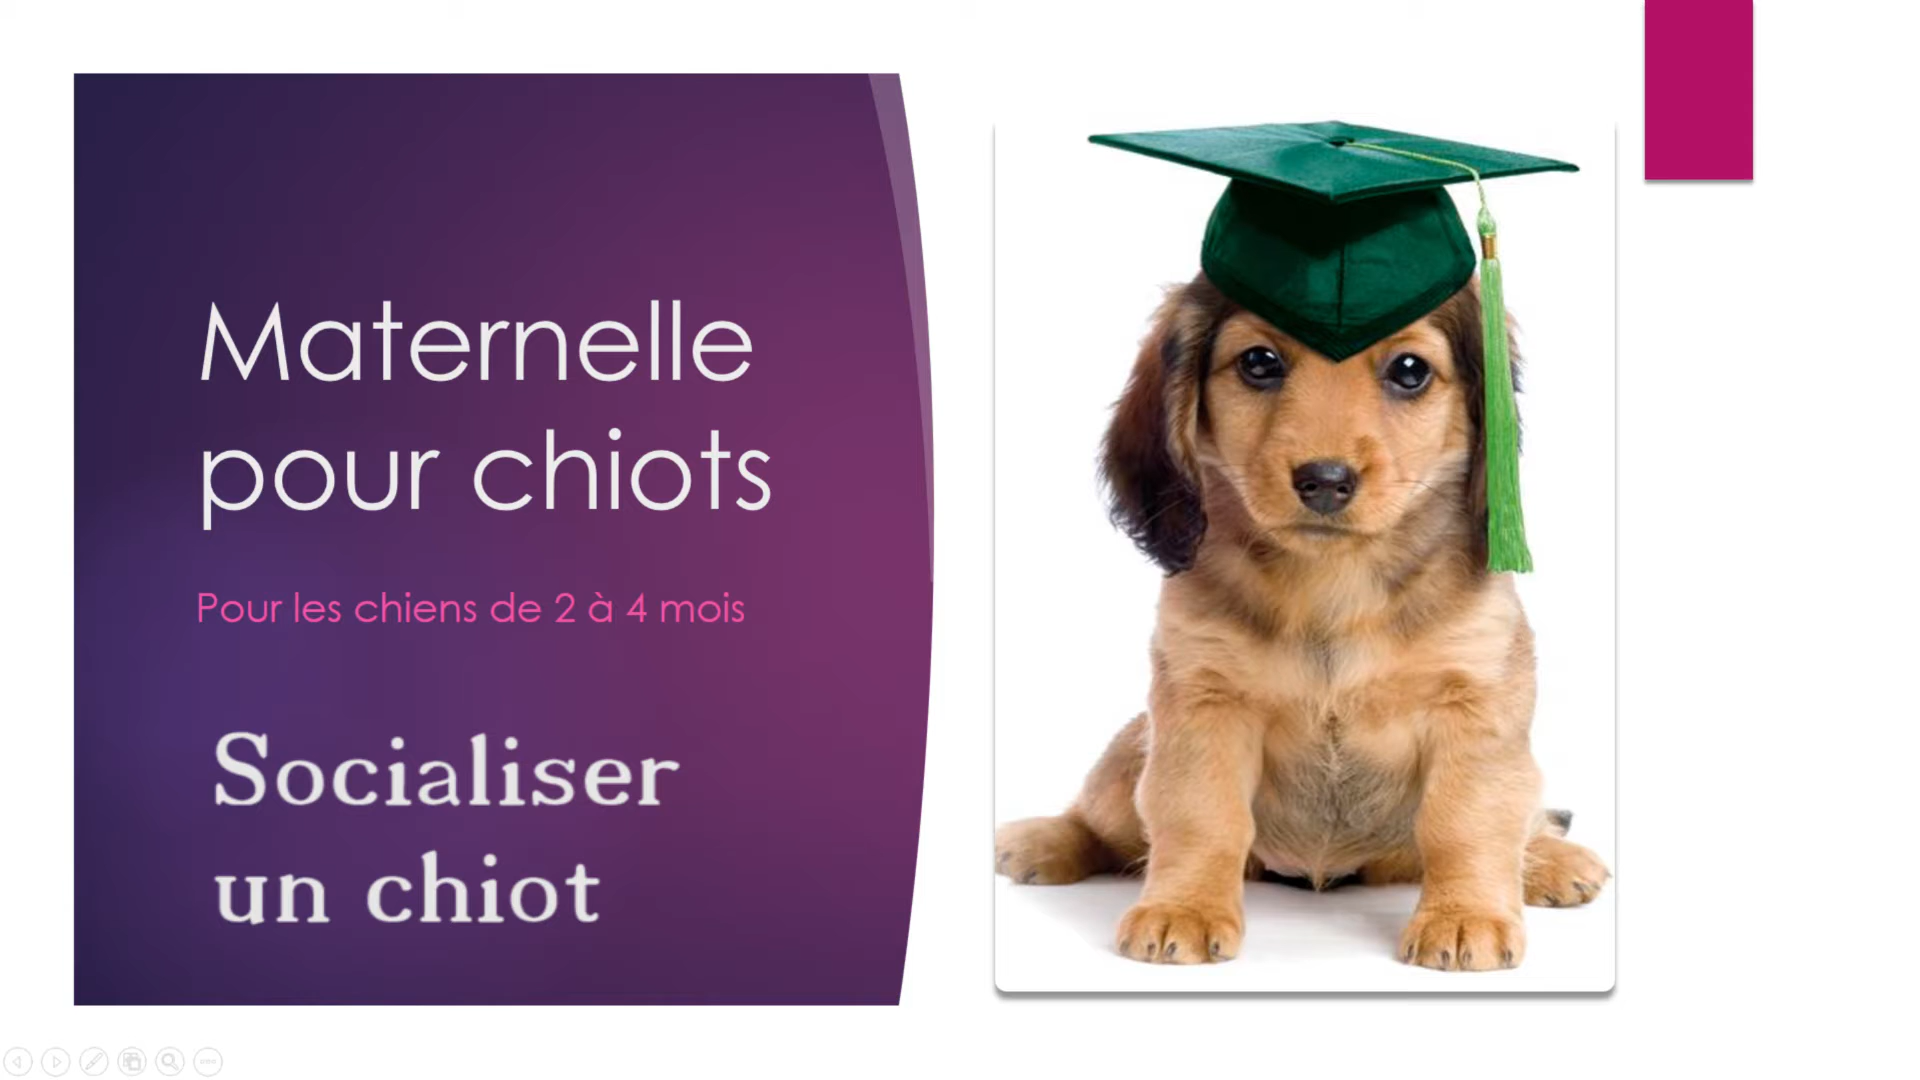 Maternelle
pour chiots
Pour les chiens de 2 à 4 mois
Socialiser
un chiot